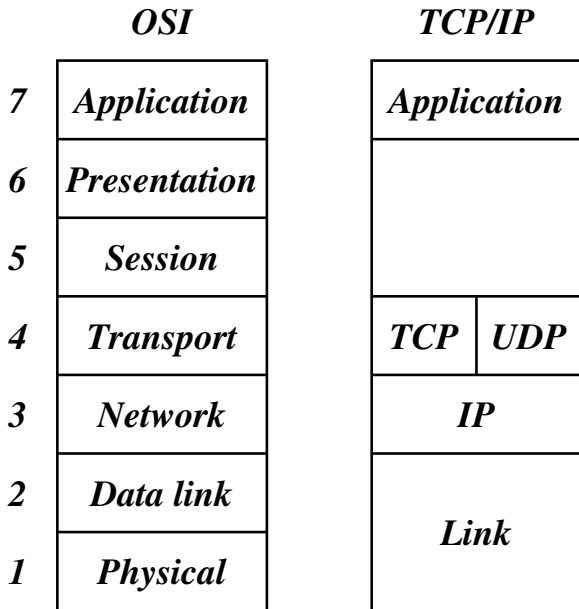 OSI TCP/IP
7 Application Application
6 Presentation
5 Session
4 Transport TCP UDP
3 Network IP
2 Data link
Link
1 Physical